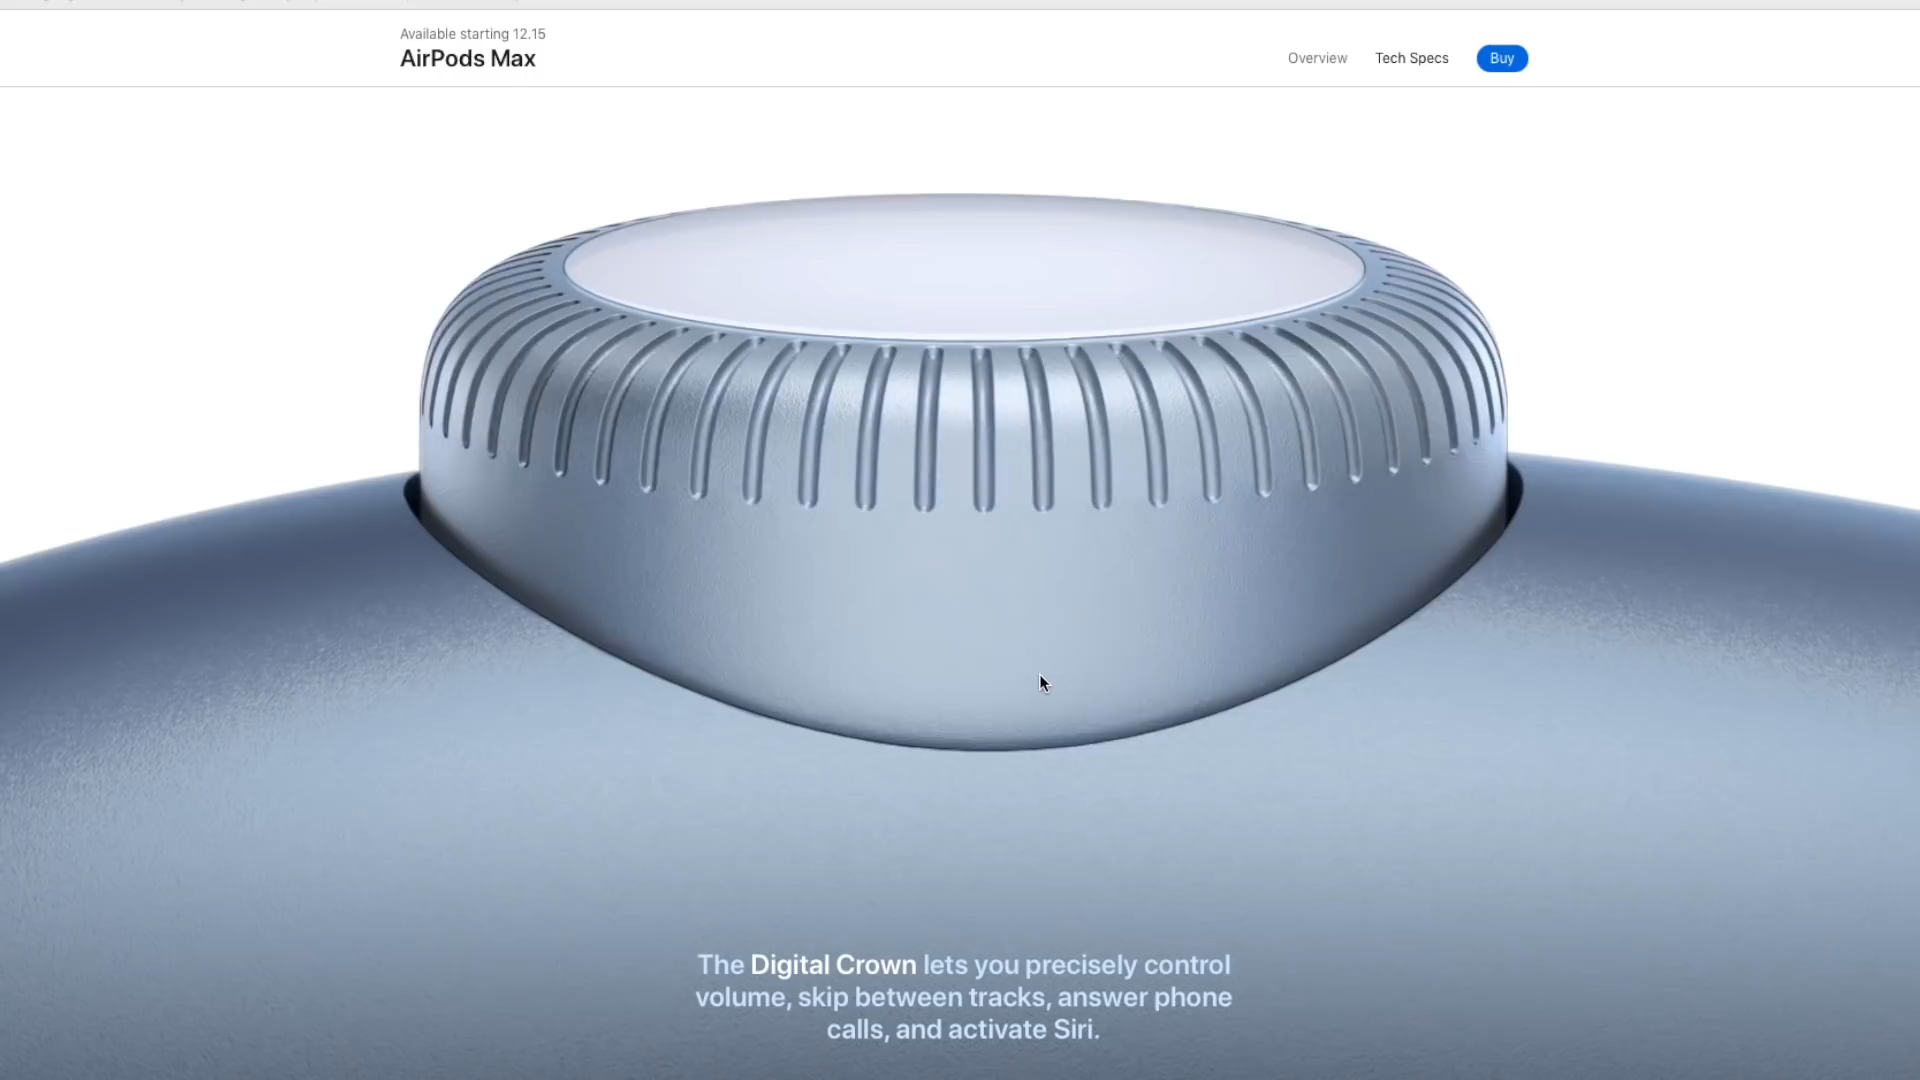 Available starting 12.15
AirPods Max
Overview
Tech Specs
Buy
The Digital Crown lets you precisely control
volume, skip between tracks, answer phone
calls, and activate Siri.